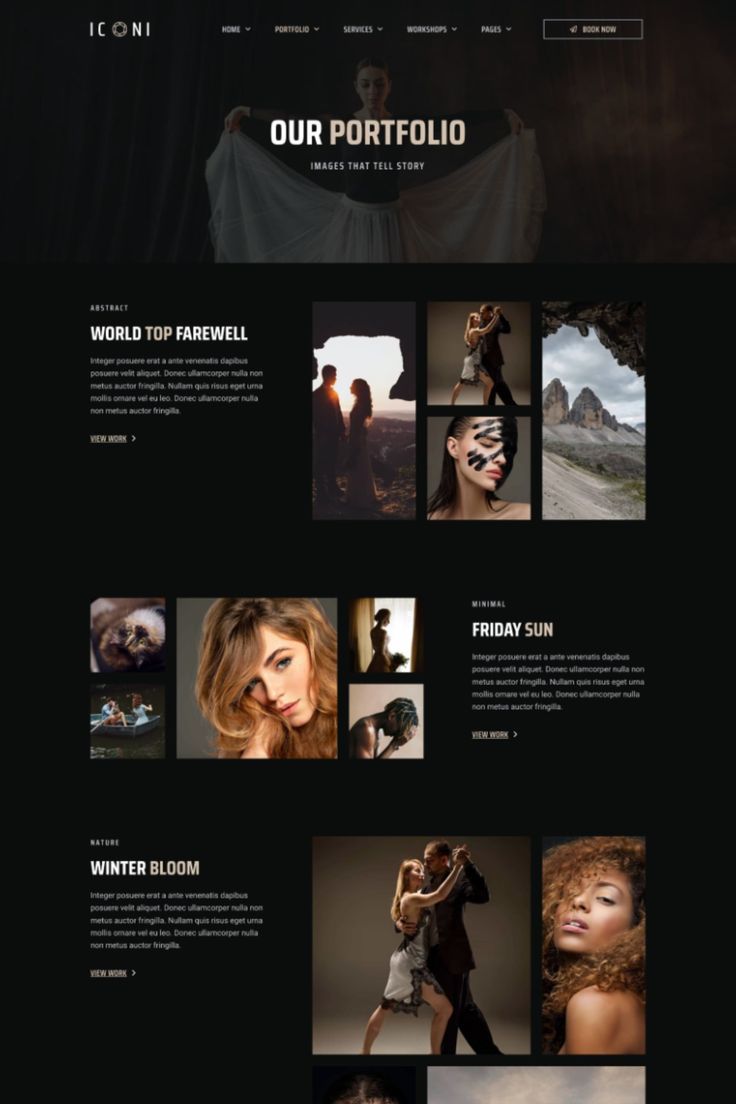 ICONI
HOME PORTFOLIO SERVICES WORKSHOPS PAGES BOOK NOW
OUR PORTFOLIO
IMAGES THAT TELL STORY
ABSTRACT
WORLD TOP FAREWELL
Integer posuere erat a ante venenatis dapibus
posuere velit aliquet. Donec ullamcorper nulla non
metus auctor fringilla. Nullam quis risus eget urna
mollis ornare vel eu leo. Donec ullamcorper nulla
non metus auctor fringilla.
VIEW WORK
MINIMAL
FRIDAY SUN
Integer posuere erat a ante venenatis dapibus
posuere velit aliquet. Donec ullamcorper nulla non
metus auctor fringilla. Nullam quis risus eget urna
mollis ornare vel eu leo. Donec ullamcorper nulla
non metus auctor fringilla.
VIEW WORK
NATURE
WINTER BLOOM
Integer posuere erat a ante venenatis dapibus
posuere velit aliquet. Donec ullamcorper nulla non
metus auctor fringilla. Nullam quis risus eget urna
mollis ornare vel eu leo. Donec ullamcorper nulla
non metus auctor fringilla.
VIEW WORK